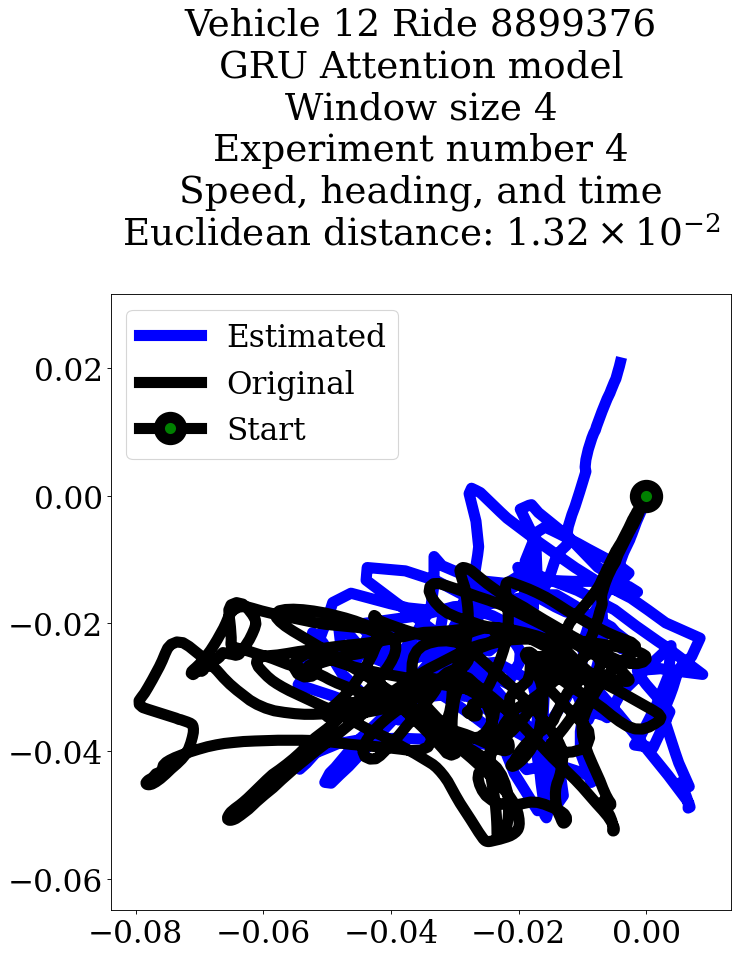 Vehicle 12 Ride 8899376
GRU Attention model
Window size 4
Experiment number 4
Speed, heading, and time
Euclidean distance: 1.32 × 10⁻²
Estimated
Original
Start
0.02
0.00
−0.02
−0.04
−0.06
−0.08 −0.06 −0.04 −0.02 0.00